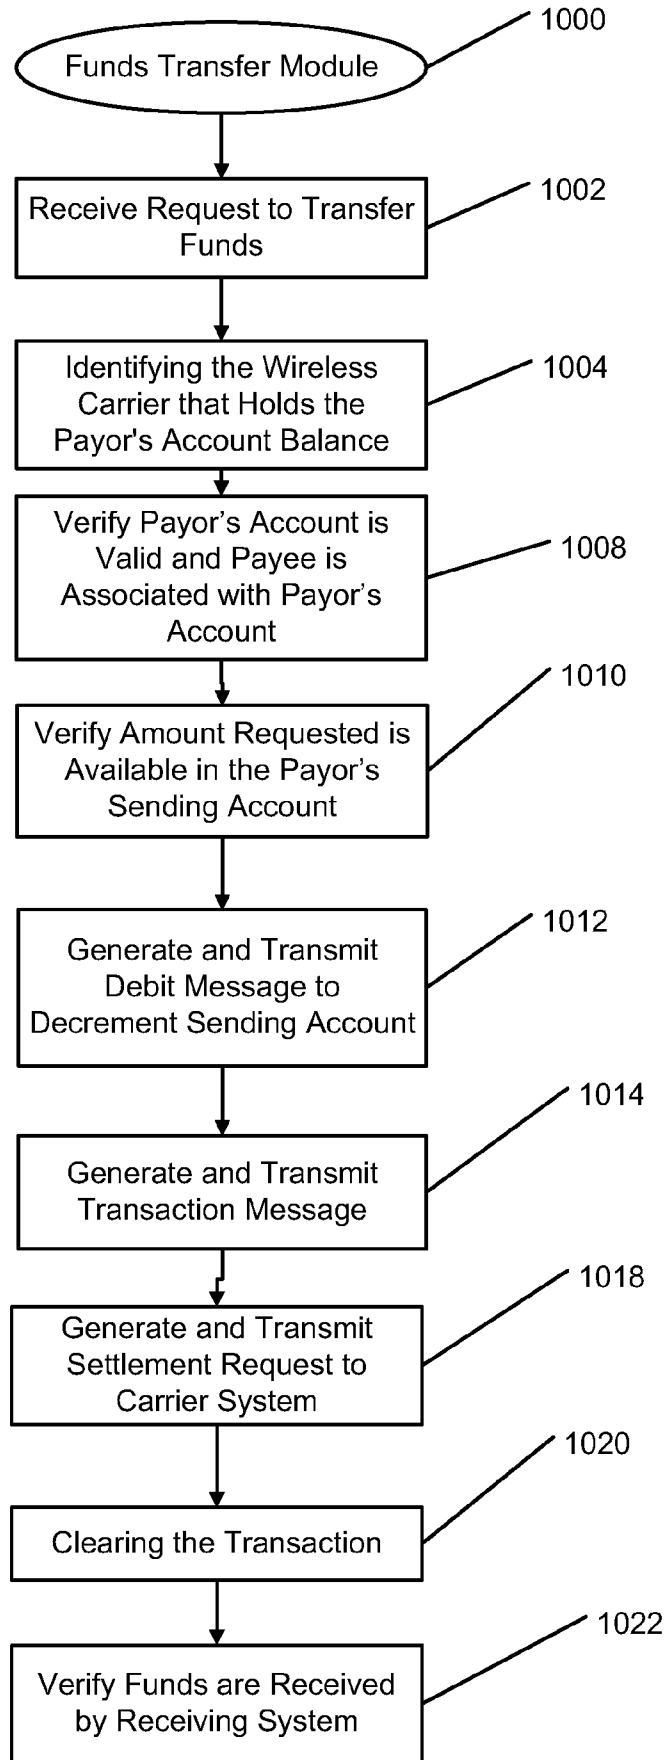 1000
Funds Transfer Module
1002
Receive Request to Transfer
Funds
1004
Identifying the Wireless
Carrier that Holds the
Payor's Account Balance
1008
Verify Payor’s Account is
Valid and Payee is
Associated with Payor’s
Account
1010
Verify Amount Requested is
Available in the Payor’s
Sending Account
1012
Generate and Transmit
Debit Message to
Decrement Sending Account
1014
Generate and Transmit
Transaction Message
1018
Generate and Transmit
Settlement Request to
Carrier System
1020
Clearing the Transaction
1022
Verify Funds are Received
by Receiving System